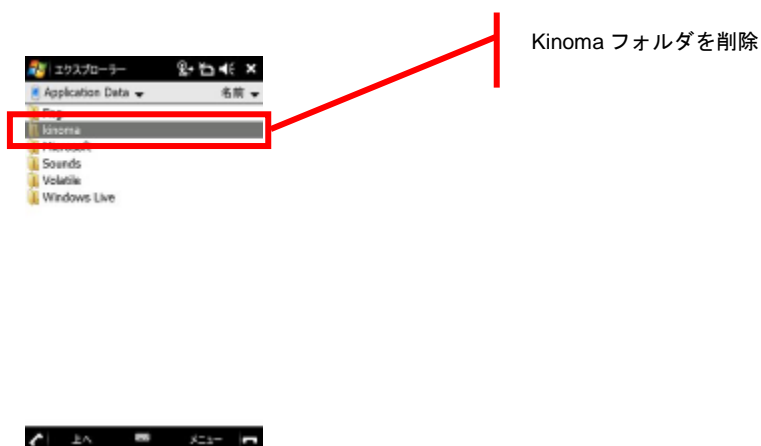 Kinoma フォルダを削除
エクスプローラー
Application Data
名前
kinoma
Sounds
Volatile
Windows Live
上へ
メニュー